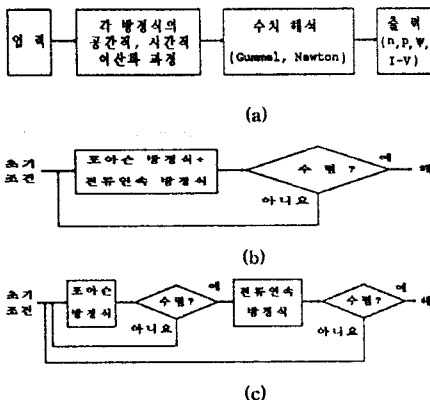 입 력
각 방정식의
공간적, 시간적
이산화 과정
수치 해석
(Gummel, Newton)
출 력
(n,p,Ψ,
I-V)
(a)
초기
조건
포아슨 방정식+
전류연속 방정식
수 렴?
예
해
아니요
(b)
초기
조건
포아슨
방정식
수렴?
예
아니요
전류연속
방정식
수렴?
예
해
아니요
(c)